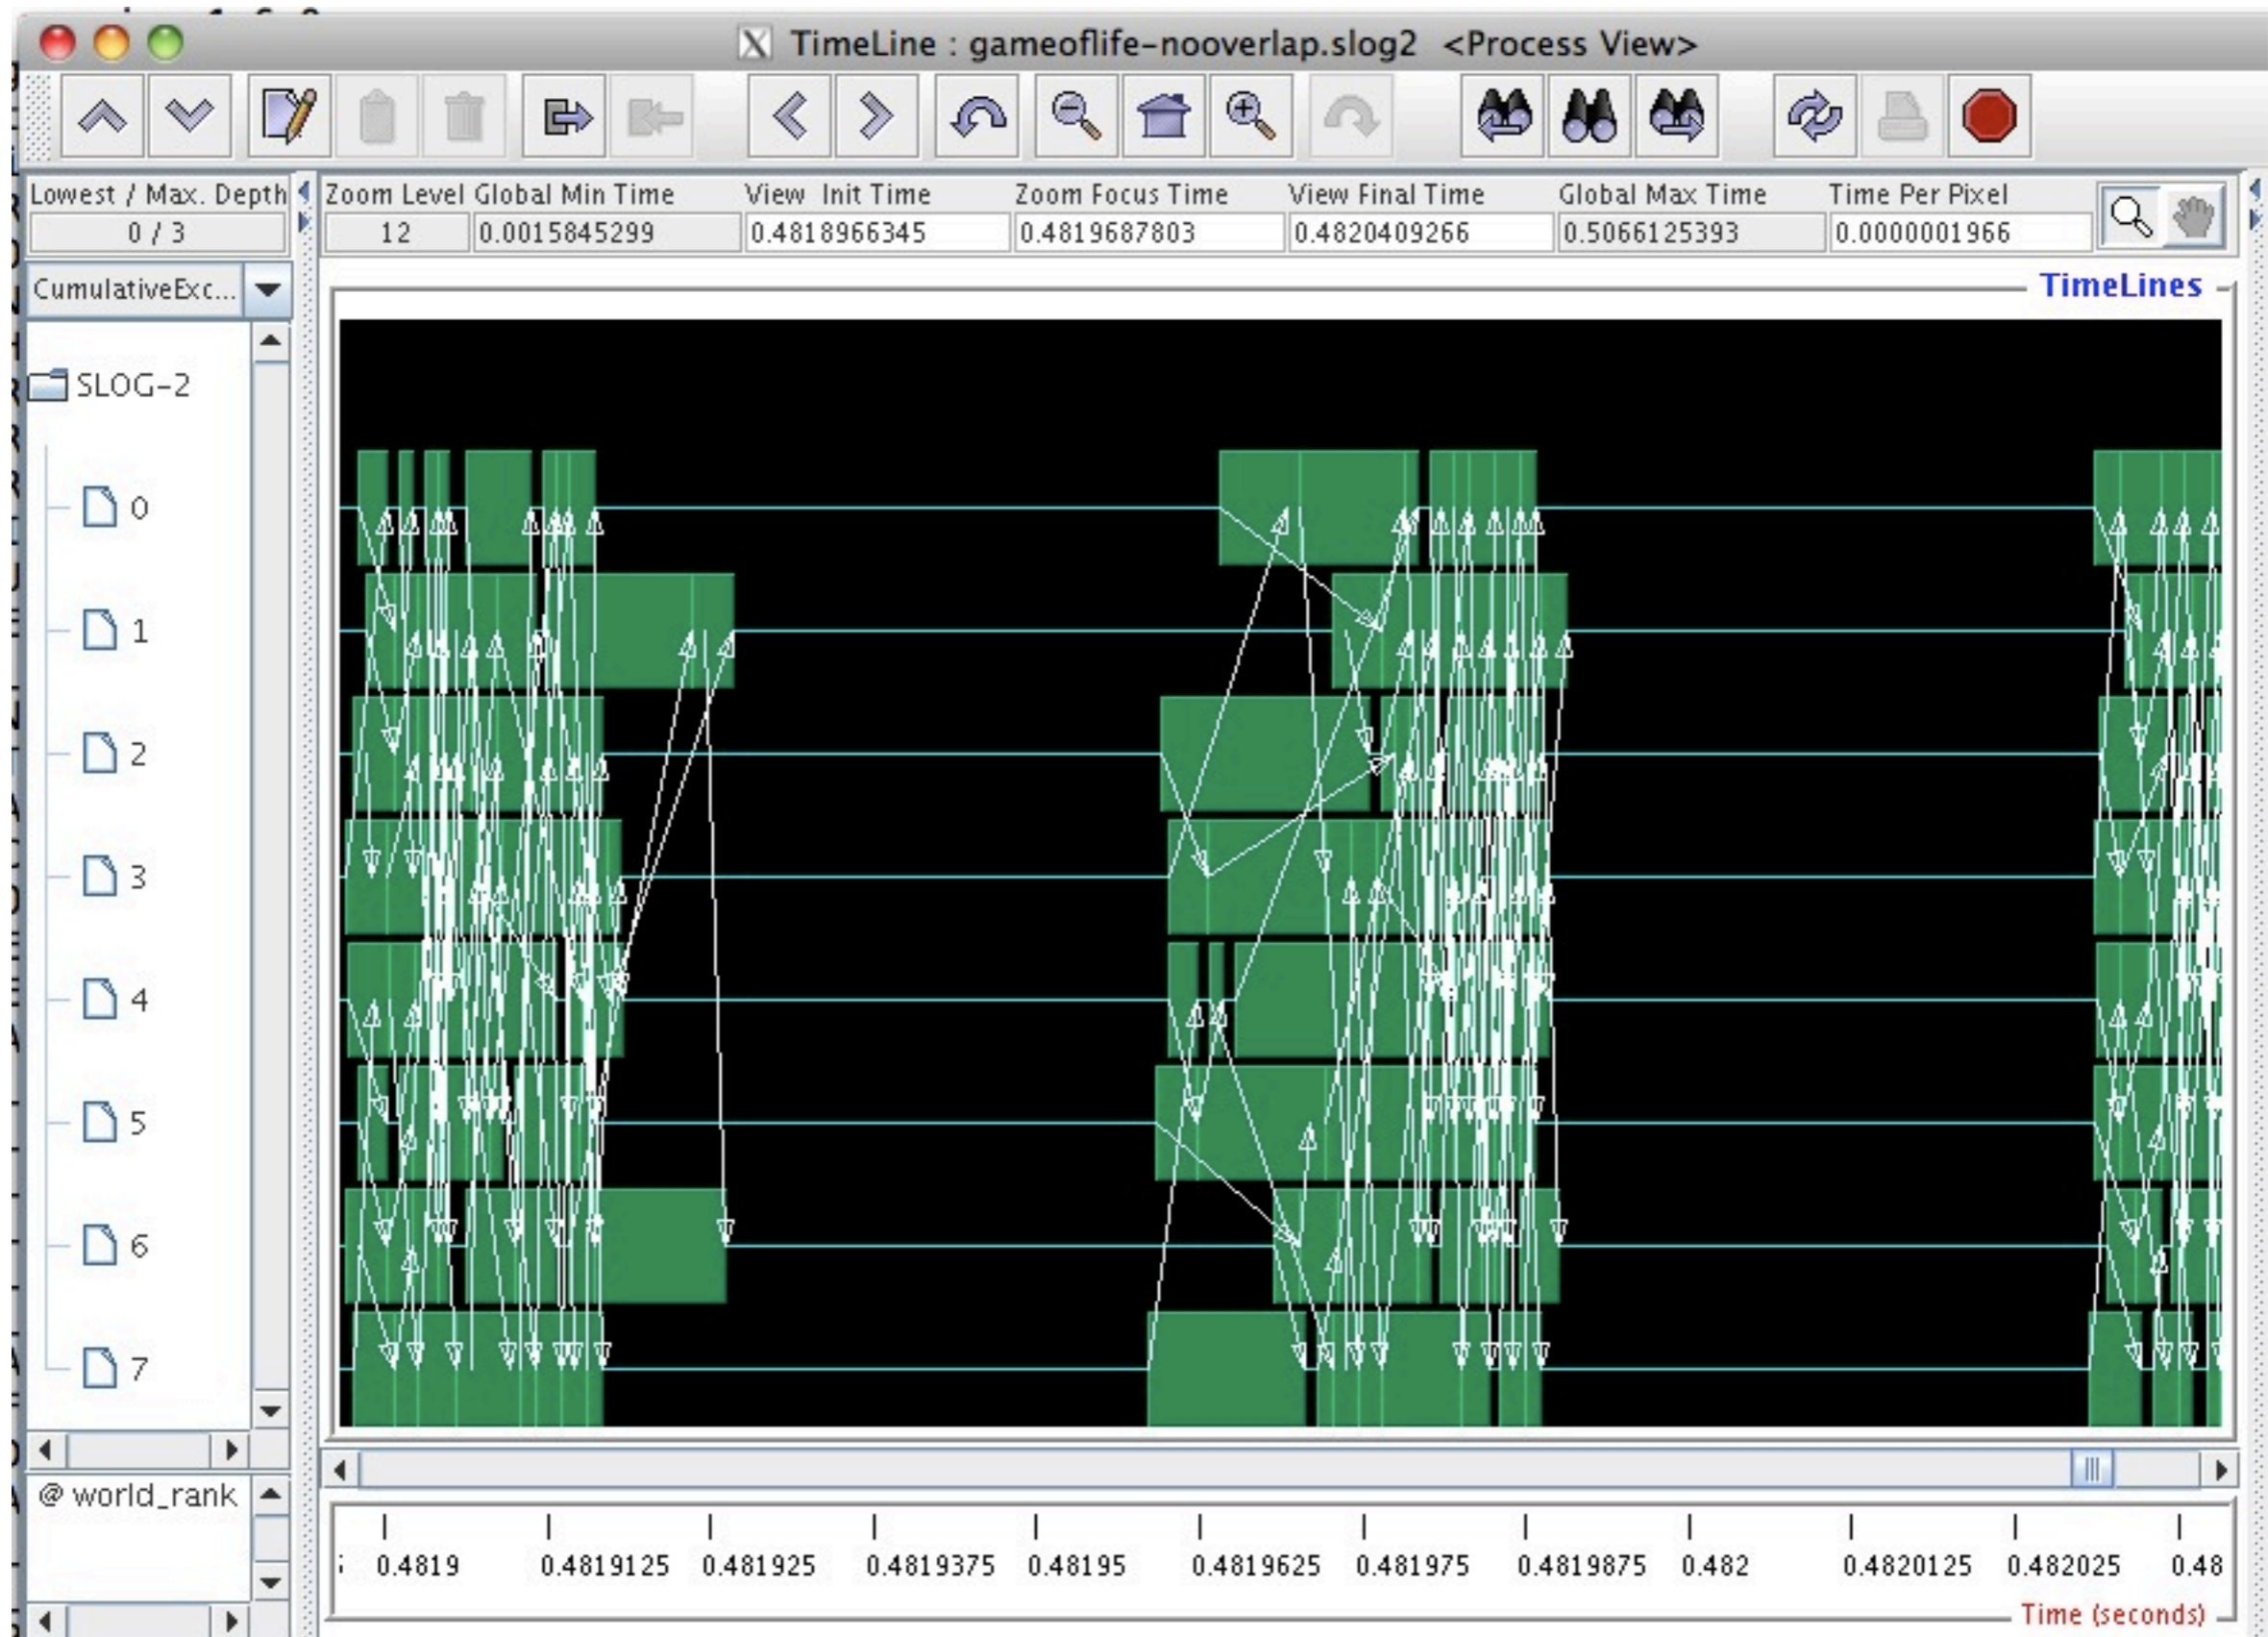 TimeLine : gameoflife-nooverlap.slog2 <Process View>
Lowest / Max. Depth
0 / 3
Zoom Level Global Min Time View Init Time Zoom Focus Time View Final Time Global Max Time Time Per Pixel
12 0.0015845299 0.4818966345 0.4819687803 0.4820409266 0.5066125393 0.0000001966
CumulativeExc...
TimeLines
SLOG-2
0
1
2
3
4
5
6
7
@ world_rank
0.4819 0.4819125 0.481925 0.4819375 0.48195 0.4819625 0.481975 0.4819875 0.482 0.4820125 0.482025 0.48
Time (seconds)